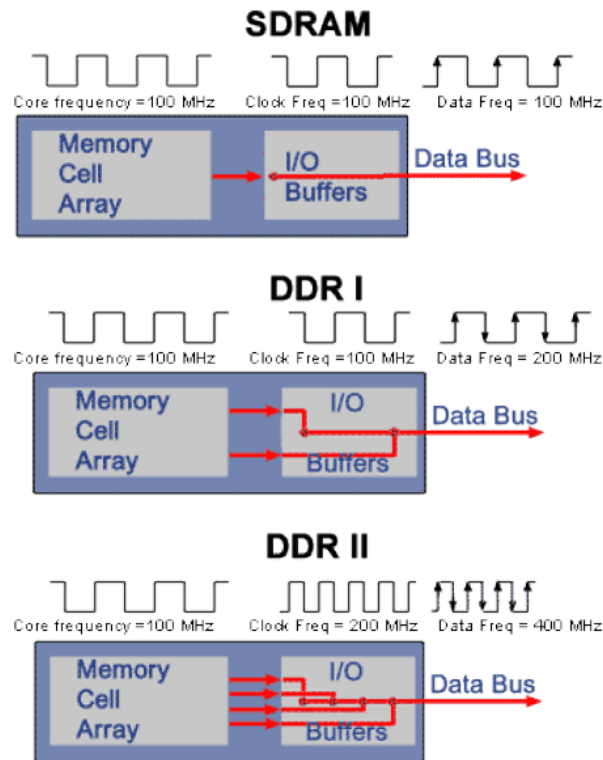 SDRAM
Core frequency =100 MHz Clock Freq =100 MHz Data Freq = 100 MHz
Memory
Cell
Array
I/O
Buffers
Data Bus
DDR I
Core frequency =100 MHz Clock Freq =100 MHz Data Freq = 200 MHz
Memory
Cell
Array
I/O
Buffers
Data Bus
DDR II
Core frequency =100 MHz Clock Freq = 200 MHz Data Freq = 400 MHz
Memory
Cell
Array
I/O
Buffers
Data Bus